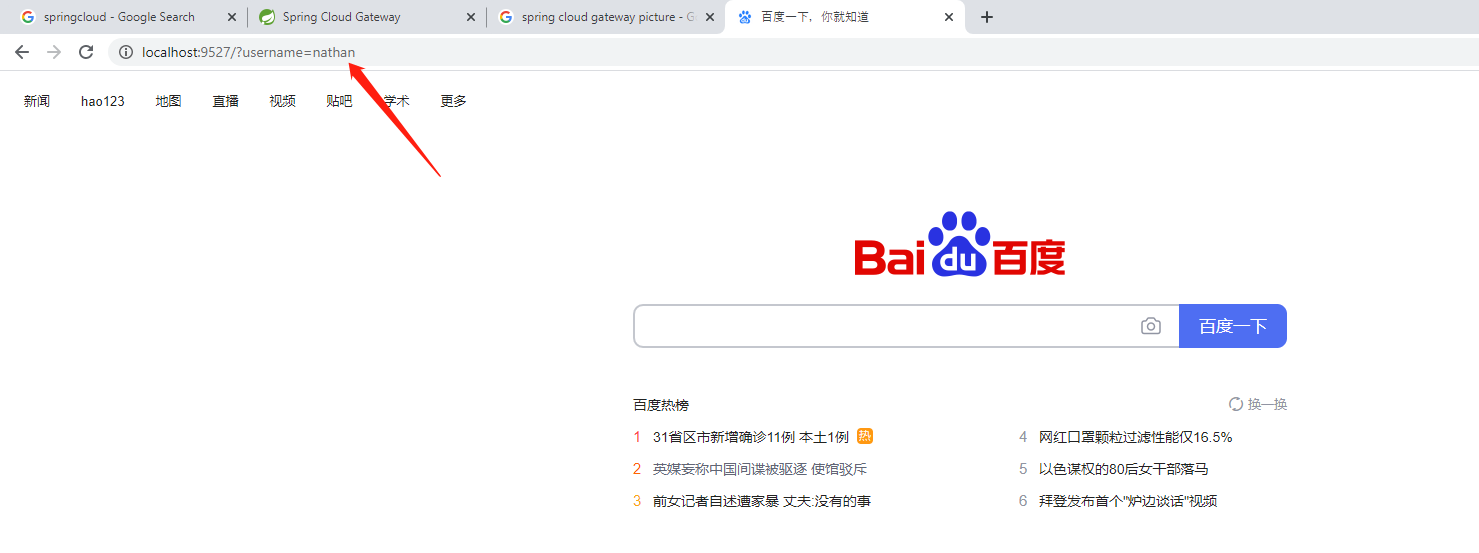 springcloud - Google Search
Spring Cloud Gateway
spring cloud gateway picture - G
百度一下，你就知道
localhost:9527/?username=nathan
新闻 hao123 地图 直播 视频 贴吧 学术 更多
Bai du 百度
百度一下
百度热榜 换一换
1 31省区市新增确诊11例 本土1例 热
2 英媒妄称中国间谍被驱逐 使馆驳斥
3 前女记者自述遭家暴 丈夫:没有的事
4 网红口罩颗粒过滤性能仅16.5%
5 以色谋权的80后女干部落马
6 拜登发布首个"炉边谈话"视频